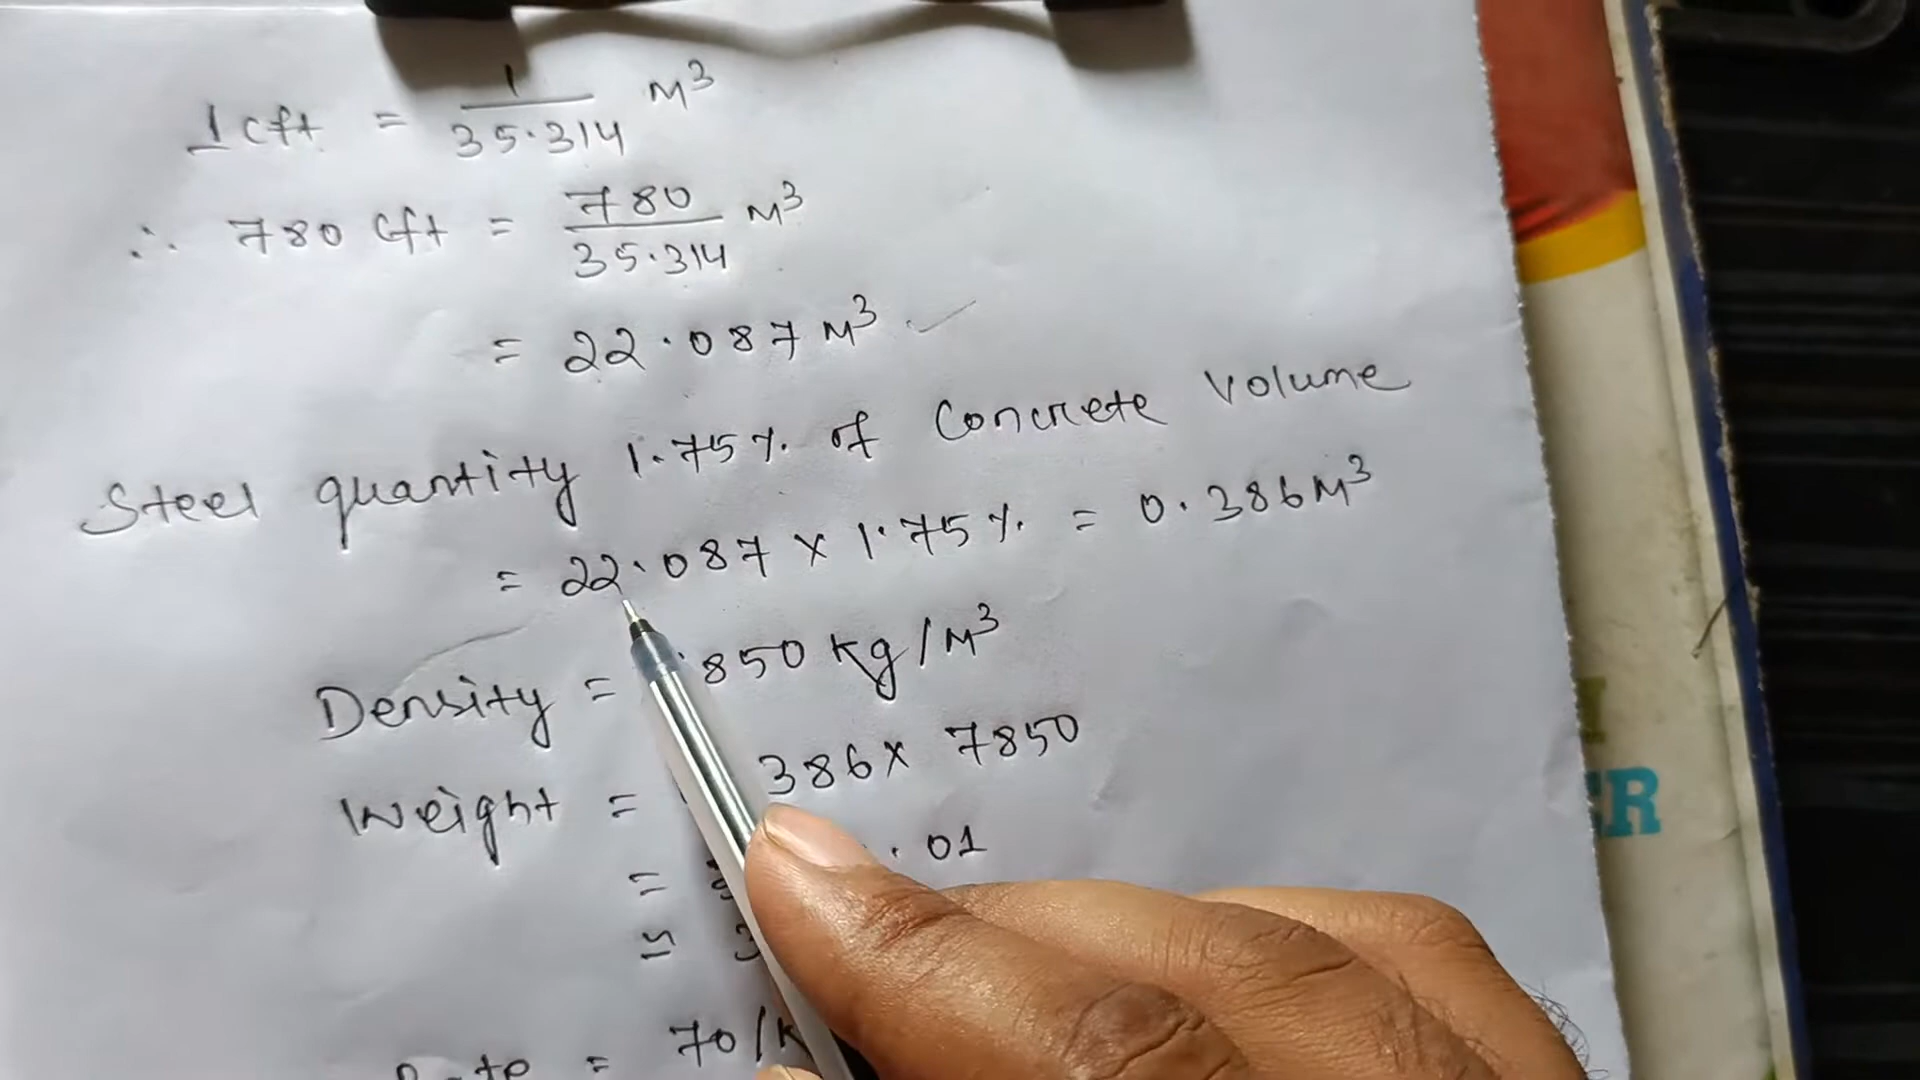 1 cft = 1/35.314 M³
∴ 780 cft = 780/35.314 M³
= 22.087 M³
Steel quantity 1.75% of Concrete Volume
= 22.087 x 1.75% = 0.386 M³
Density = 850 kg/M³
Weight = 386 x 7850
= .01
≈ 3
= 70/K
ER